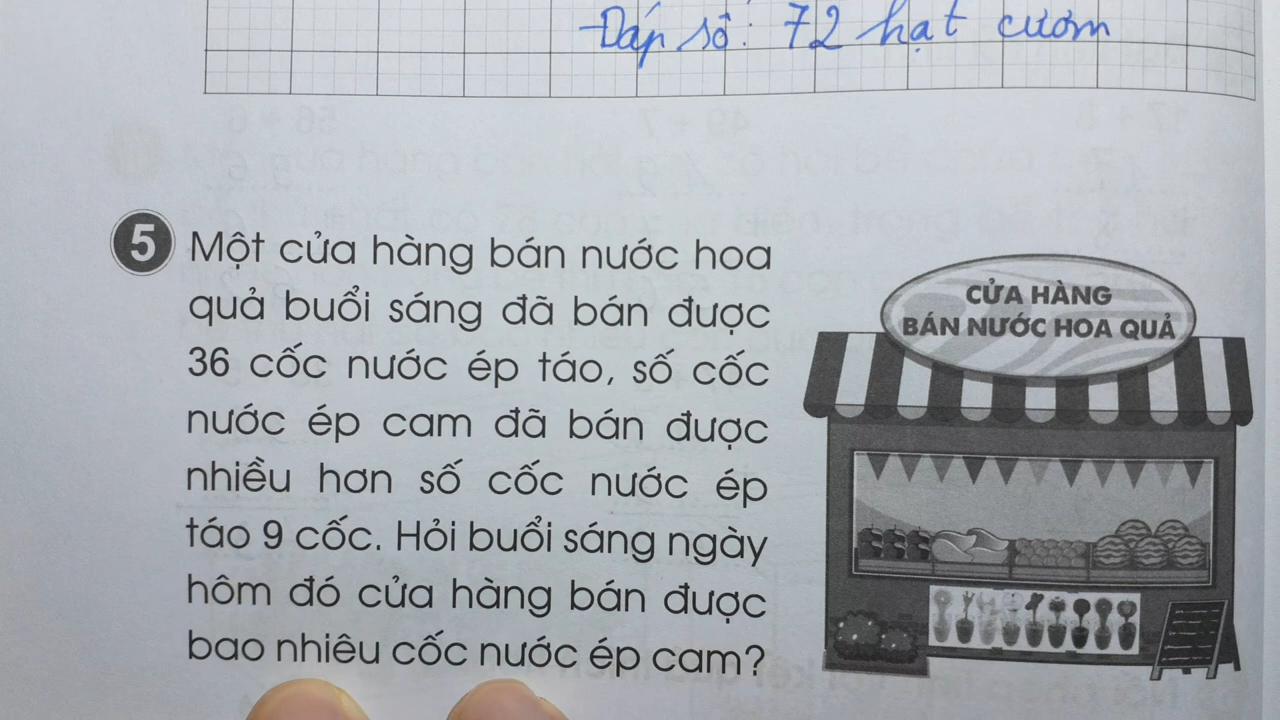 Đáp số: 72 hạt cườm
5
Một cửa hàng bán nước hoa
quả buổi sáng đã bán được
36 cốc nước ép táo, số cốc
nước ép cam đã bán được
nhiều hơn số cốc nước ép
táo 9 cốc. Hỏi buổi sáng ngày
hôm đó cửa hàng bán được
bao nhiêu cốc nước ép cam?
CỬA HÀNG
BÁN NƯỚC HOA QUẢ